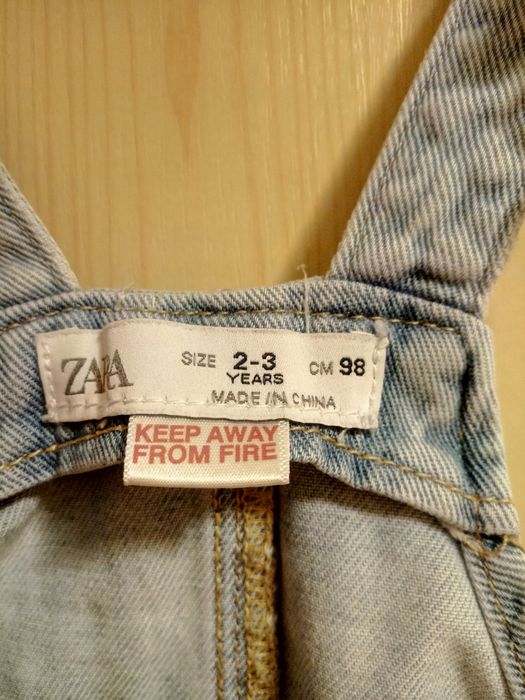 ZARA
SIZE 2-3 YEARS CM 98
MADE IN CHINA
KEEP AWAY
FROM FIRE